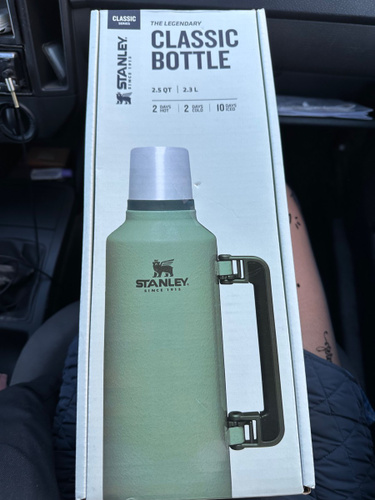 CLASSIC
SERIES
THE LEGENDARY
CLASSIC
BOTTLE
STANLEY
SINCE 1913
2.5 QT | 2.3 L
2 DAYS HOT | 2 DAYS COLD | 10 DAYS ICED
STANLEY
SINCE 1913